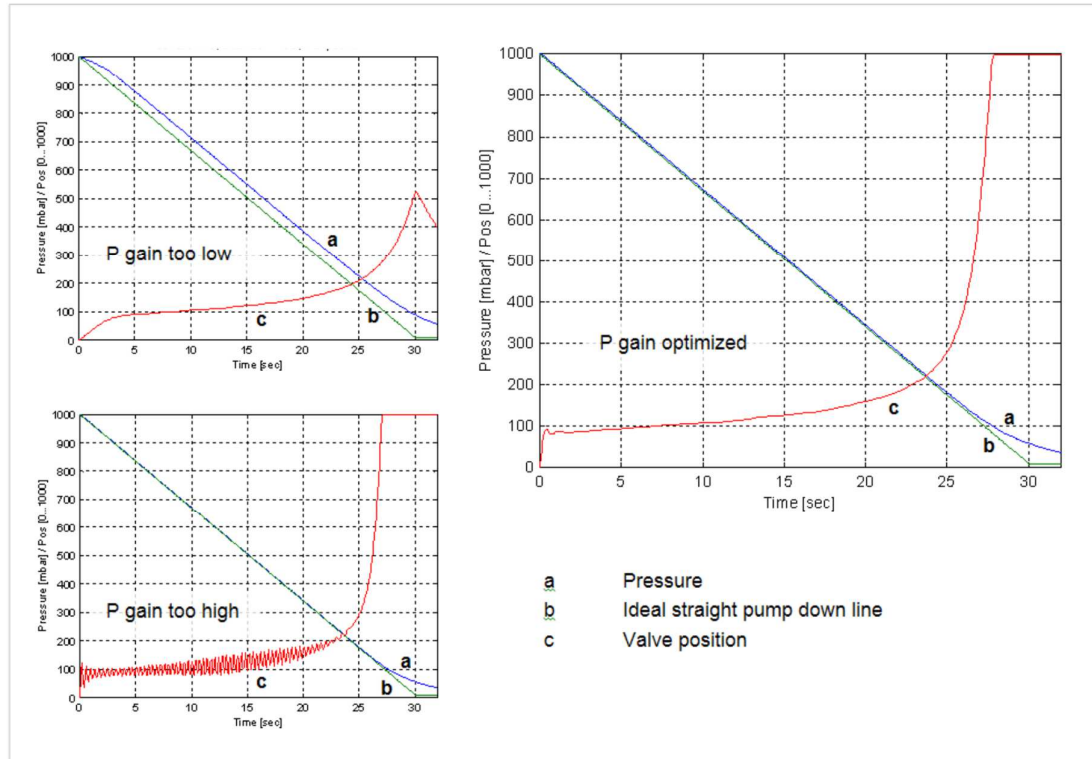 1000
900
800
700
600
500
400
300
200
100
0
Pressure [mbar] / Pos [0...1000]
P gain too low
a
b
c
0 5 10 15 20 25 30
Time [sec]
1000
900
800
700
600
500
400
300
200
100
0
Pressure [mbar] / Pos [0...1000]
P gain too high
a
b
c
0 5 10 15 20 25 30
Time [sec]
1000
900
800
700
600
500
400
300
200
100
0
Pressure [mbar] / Pos [0...1000]
P gain optimized
a
b
c
0 5 10 15 20 25 30
Time [sec]
a Pressure
b Ideal straight pump down line
c Valve position